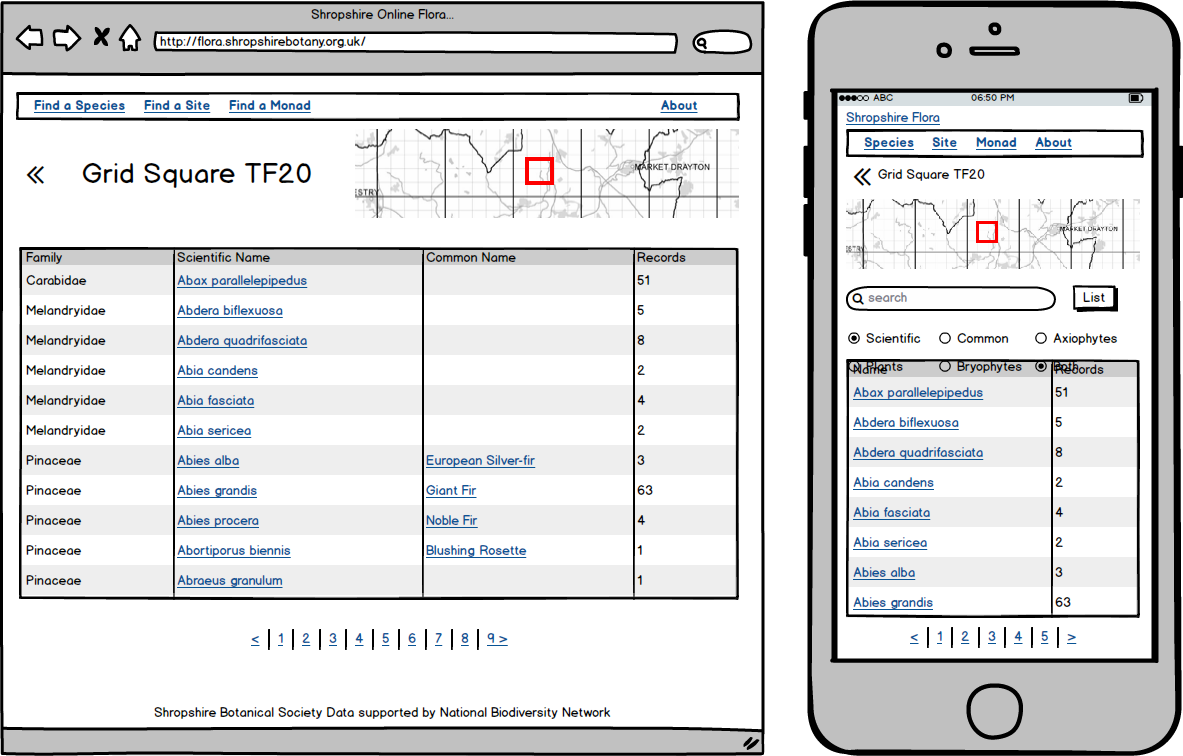 Shropshire Online Flora...
http://flora.shropshirebotany.org.uk/
Find a Species Find a Site Find a Monad About
Grid Square TF20
MARKET DRAYTON
ESTRY
Family Scientific Name Common Name Records
Carabidae Abax parallelepipedus 51
Melandryidae Abdera biflexuosa 5
Melandryidae Abdera quadrifasciata 8
Melandryidae Abia candens 2
Melandryidae Abia fasciata 4
Melandryidae Abia sericea 2
Pinaceae Abies alba European Silver-fir 3
Pinaceae Abies grandis Giant Fir 63
Pinaceae Abies procera Noble Fir 4
Pinaceae Abortiporus biennis Blushing Rosette 1
Pinaceae Abraeus granulum 1
< 1 2 3 4 5 6 7 8 9 >
Shropshire Botanical Society Data supported by National Biodiversity Network
ABC 06:50 PM
Shropshire Flora
Species Site Monad About
Grid Square TF20
MARKET DRAYTON
ESTRY
search List
Scientific Common Axiophytes
Plants Bryophytes Both
Name Records
Abax parallelepipedus 51
Abdera biflexuosa 5
Abdera quadrifasciata 8
Abia candens 2
Abia fasciata 4
Abia sericea 2
Abies alba 3
Abies grandis 63
< 1 2 3 4 5 >